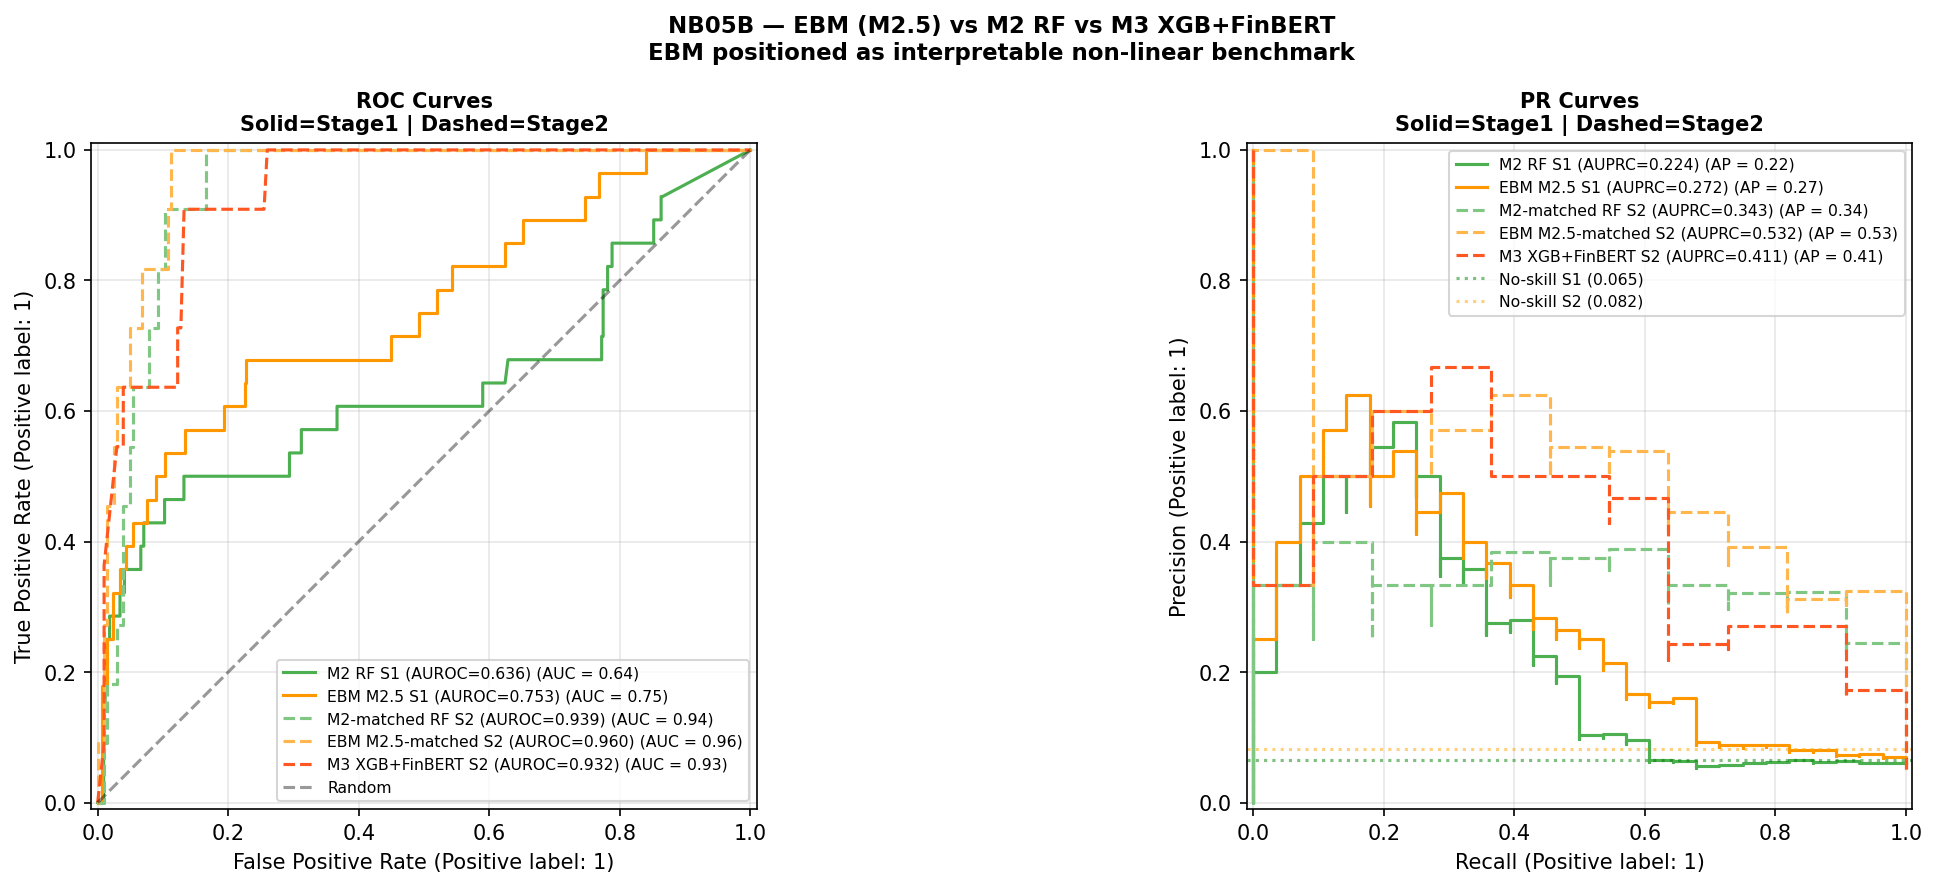 NB05B — EBM (M2.5) vs M2 RF vs M3 XGB+FinBERT
EBM positioned as interpretable non-linear benchmark
ROC Curves
Solid=Stage1 | Dashed=Stage2
True Positive Rate (Positive label: 1)
1.0
0.8
0.6
0.4
0.2
0.0
M2 RF S1 (AUROC=0.636) (AUC = 0.64)
EBM M2.5 S1 (AUROC=0.753) (AUC = 0.75)
M2-matched RF S2 (AUROC=0.939) (AUC = 0.94)
EBM M2.5-matched S2 (AUROC=0.960) (AUC = 0.96)
M3 XGB+FinBERT S2 (AUROC=0.932) (AUC = 0.93)
Random
0.0 0.2 0.4 0.6 0.8 1.0
False Positive Rate (Positive label: 1)
PR Curves
Solid=Stage1 | Dashed=Stage2
Precision (Positive label: 1)
1.0
0.8
0.6
0.4
0.2
0.0
M2 RF S1 (AUPRC=0.224) (AP = 0.22)
EBM M2.5 S1 (AUPRC=0.272) (AP = 0.27)
M2-matched RF S2 (AUPRC=0.343) (AP = 0.34)
EBM M2.5-matched S2 (AUPRC=0.532) (AP = 0.53)
M3 XGB+FinBERT S2 (AUPRC=0.411) (AP = 0.41)
No-skill S1 (0.065)
No-skill S2 (0.082)
0.0 0.2 0.4 0.6 0.8 1.0
Recall (Positive label: 1)